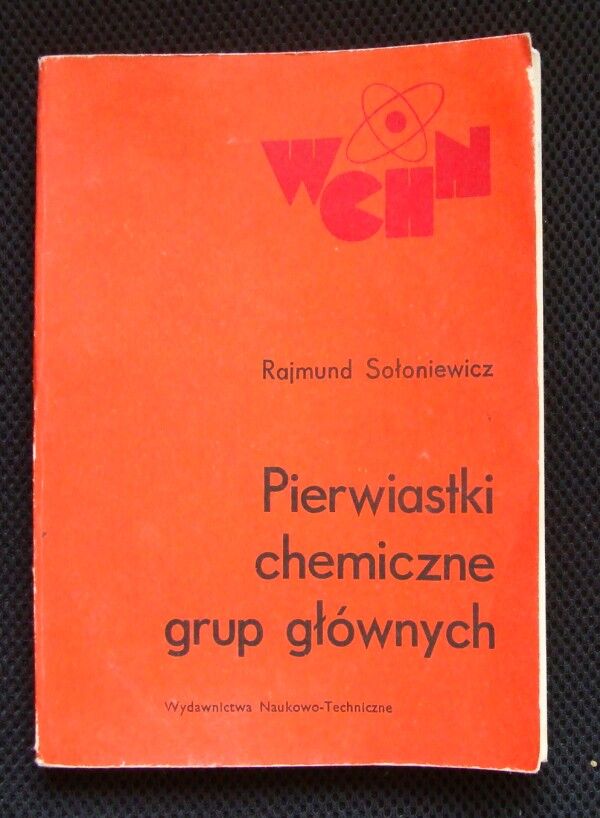 WCHN
Rajmund Sołoniewicz
Pierwiastki
chemiczne
grup głównych
Wydawnictwa Naukowo-Techniczne